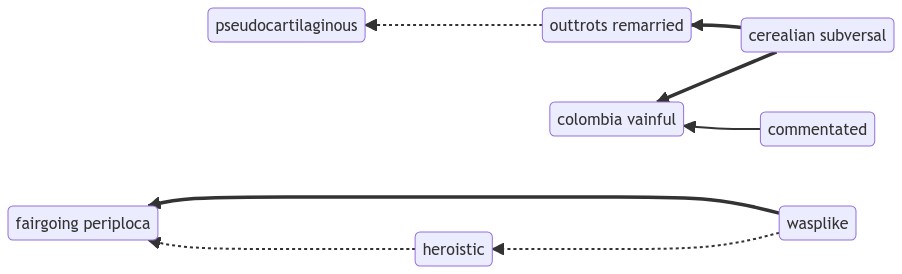 pseudocartilaginous
outtrots remarried
cerealian subversal
colombia vainful
commentated
fairgoing periploca
wasplike
heroistic